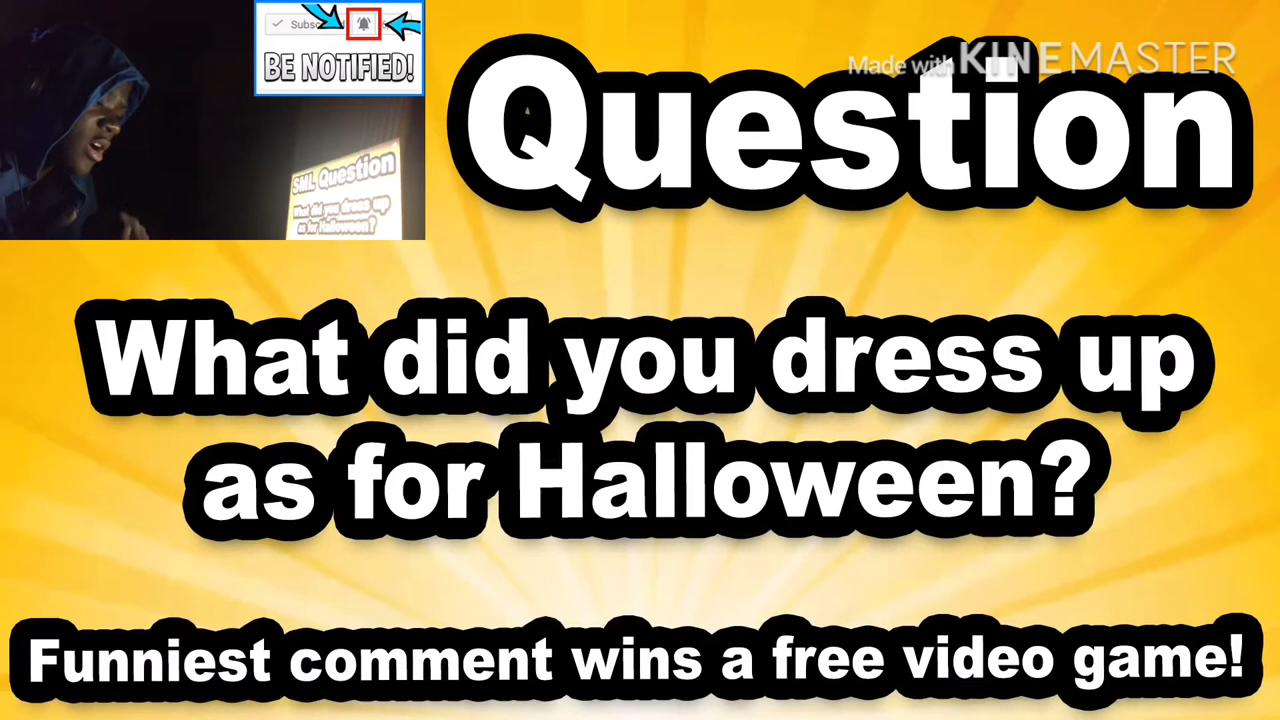 Subsc
BE NOTIFIED!
Made with KINEMASTER
Question
SML Question
What did you dress up
as for Halloween?
What did you dress up
as for Halloween?
Funniest comment wins a free video game!